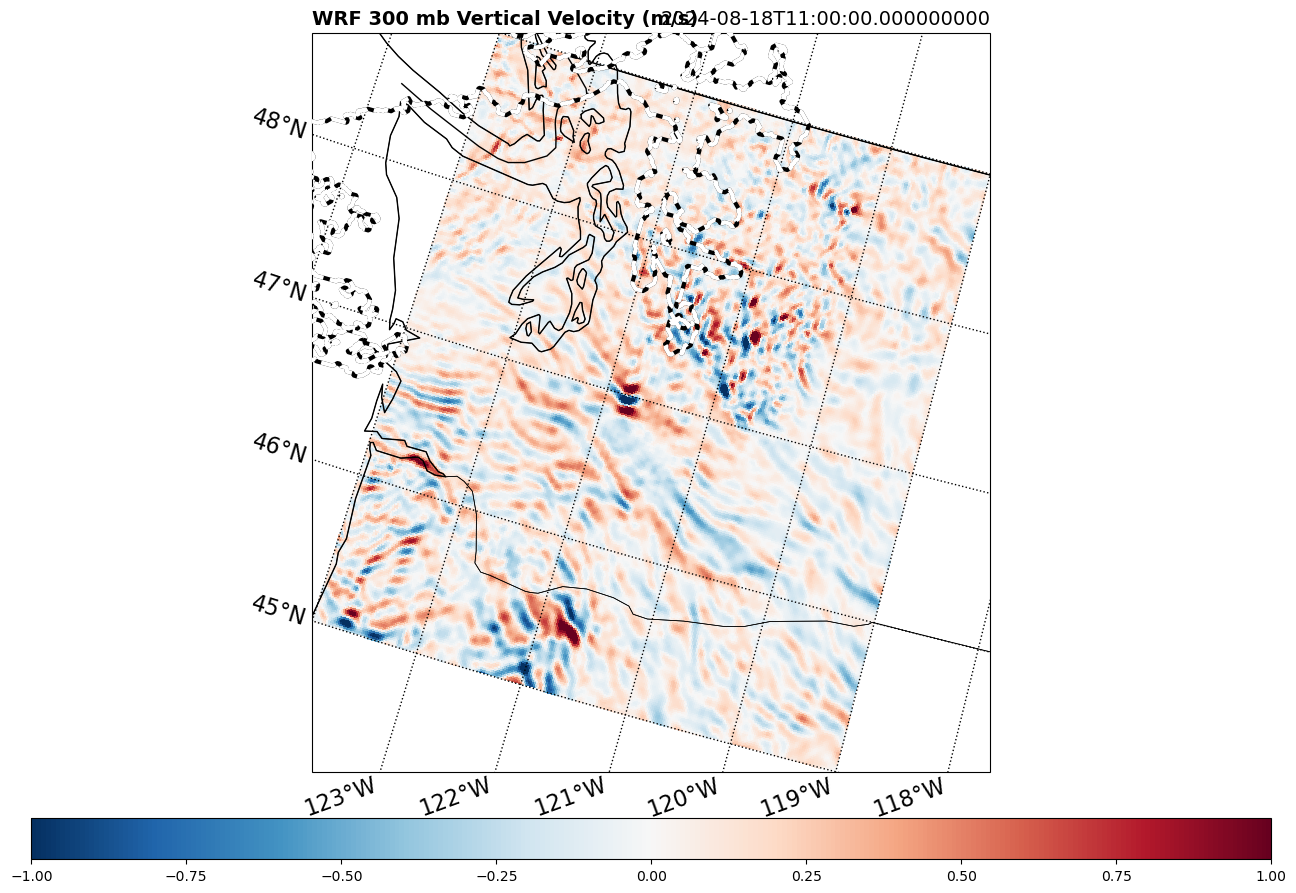 WRF 300 mb Vertical Velocity (m/s) 2024-08-18T11:00:00.000000000
48°N
47°N
46°N
45°N
123°W 122°W 121°W 120°W 119°W 118°W
−1.00 −0.75 −0.50 −0.25 0.00 0.25 0.50 0.75 1.00